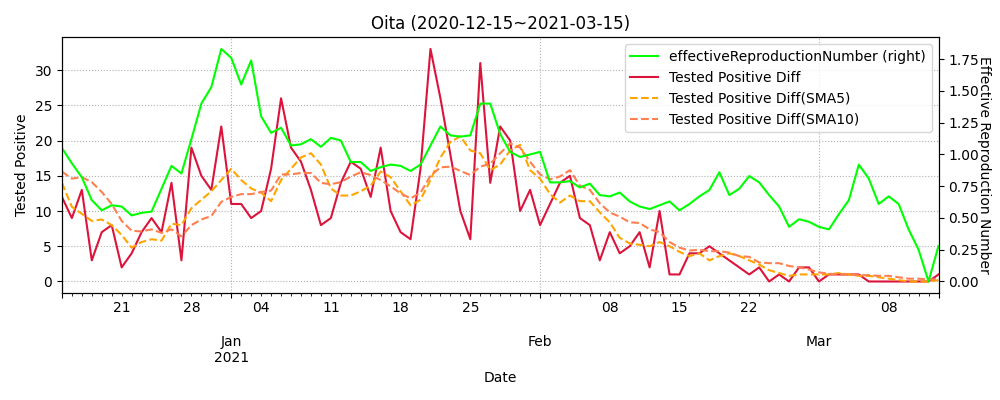 Oita (2020-12-15~2021-03-15)
effectiveReproductionNumber (right)
Tested Positive Diff
Tested Positive Diff(SMA5)
Tested Positive Diff(SMA10)
Tested Positive
30
25
20
15
10
5
0
1.75
1.50
1.25
1.00
0.75
0.50
0.25
0.00
Effective Reproduction Number
21 28 04 11 18 25 08 15 22 08
Jan Feb Mar
2021
Date